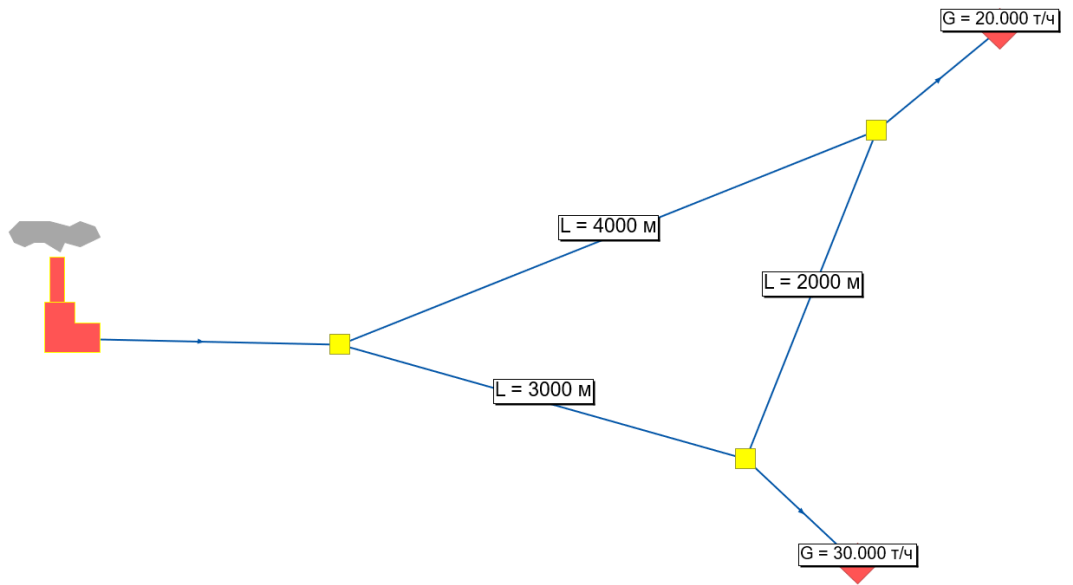 G = 20.000 т/ч
L = 4000 м
L = 2000 м
L = 3000 м
G = 30.000 т/ч